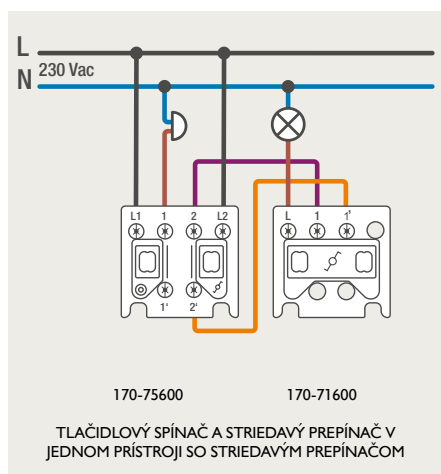 L
230 Vac
N
L1 1 2 L2
L 1 1'
1' 2'
170-75600 170-71600
TLAČIDLOVÝ SPÍNAČ A STRIEDAVÝ PREPÍNAČ V
JEDNOM PRÍSTROJI SO STRIEDAVÝM PREPÍNAČOM